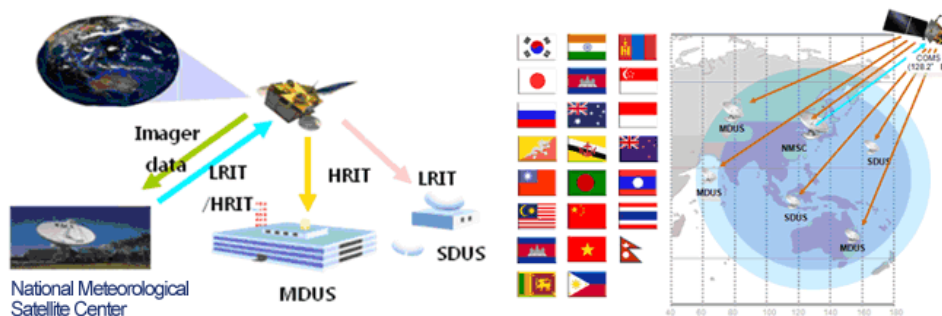 Imager
data
LRIT
/HRIT
HRIT
LRIT
SDUS
MDUS
National Meteorological
Satellite Center
COMS
(128.2°
MDUS
NMSC
SDUS
MDUS
SDUS
MDUS
40 60 80 100 120 140 160 180